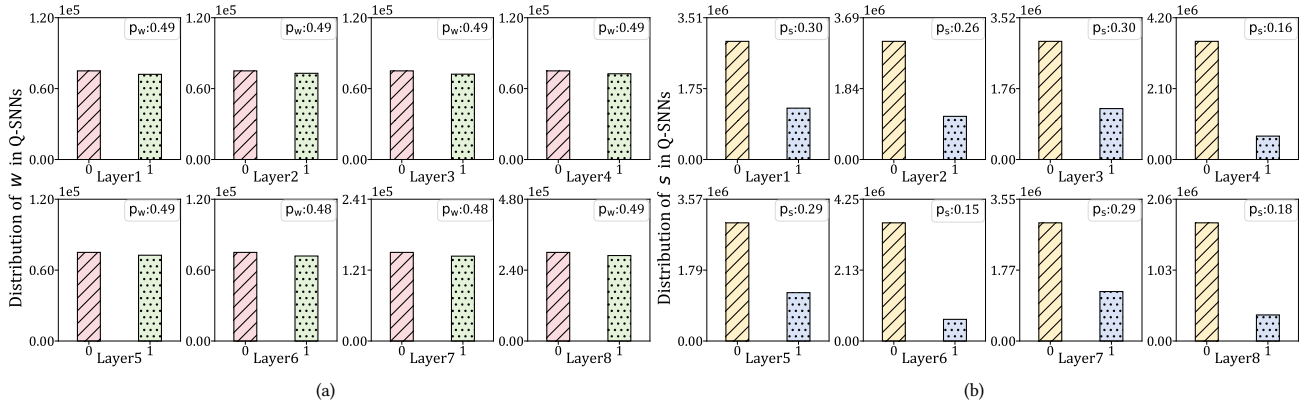 Distribution of w in Q-SNNs
1e5
1.20
0.60
0.00
p_w:0.49
0 1
Layer1
1e5
1.20
0.60
0.00
p_w:0.49
0 1
Layer2
1e5
1.20
0.60
0.00
p_w:0.49
0 1
Layer3
1e5
1.20
0.60
0.00
p_w:0.49
0 1
Layer4
1e5
1.20
0.60
0.00
p_w:0.49
0 1
Layer5
1e5
1.20
0.60
0.00
p_w:0.48
0 1
Layer6
1e5
2.41
1.21
0.00
p_w:0.48
0 1
Layer7
1e5
4.80
2.40
0.00
p_w:0.49
0 1
Layer8
(a)
Distribution of s in Q-SNNs
1e6
3.51
1.75
0.00
p_s:0.30
0 1
Layer1
1e6
3.69
1.84
0.00
p_s:0.26
0 1
Layer2
1e6
3.52
1.76
0.00
p_s:0.30
0 1
Layer3
1e6
4.20
2.10
0.00
p_s:0.16
0 1
Layer4
1e6
3.57
1.79
0.00
p_s:0.29
0 1
Layer5
1e6
4.25
2.13
0.00
p_s:0.15
0 1
Layer6
1e6
3.55
1.77
0.00
p_s:0.29
0 1
Layer7
1e6
2.06
1.03
0.00
p_s:0.18
0 1
Layer8
(b)